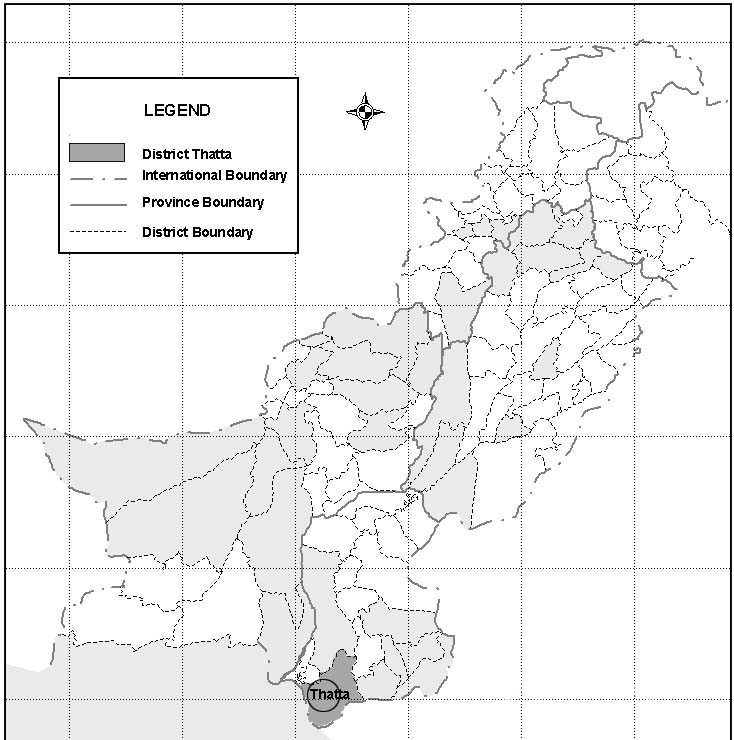 LEGEND
District Thatta
International Boundary
Province Boundary
District Boundary
Thatta